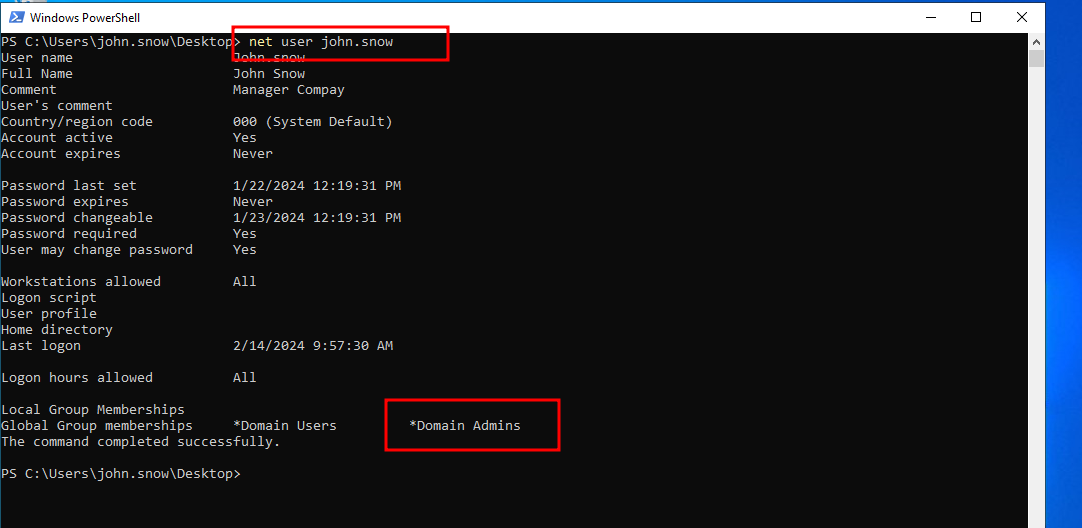 Windows PowerShell
PS C:\Users\john.snow\Desktop> net user john.snow
User name John.snow
Full Name John Snow
Comment Manager Compay
User's comment
Country/region code 000 (System Default)
Account active Yes
Account expires Never
Password last set 1/22/2024 12:19:31 PM
Password expires Never
Password changeable 1/23/2024 12:19:31 PM
Password required Yes
User may change password Yes
Workstations allowed All
Logon script
User profile
Home directory
Last logon 2/14/2024 9:57:30 AM
Logon hours allowed All
Local Group Memberships
Global Group memberships *Domain Users *Domain Admins
The command completed successfully.
PS C:\Users\john.snow\Desktop>